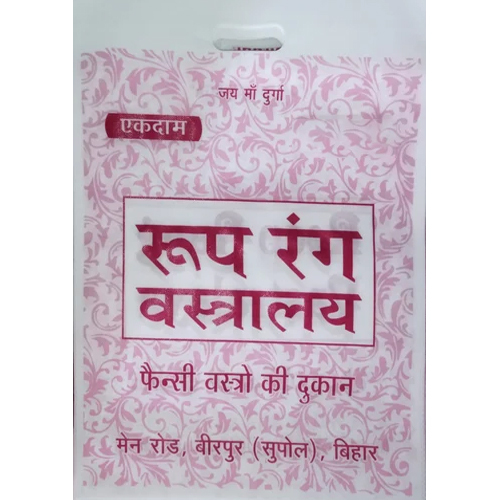 जय माँ दुर्गा
एकदाम
रूप रंग
वस्त्रालय
फैन्सी वस्त्रो की दुकान
मेन रोड, बीरपुर (सुपोल), बिहार